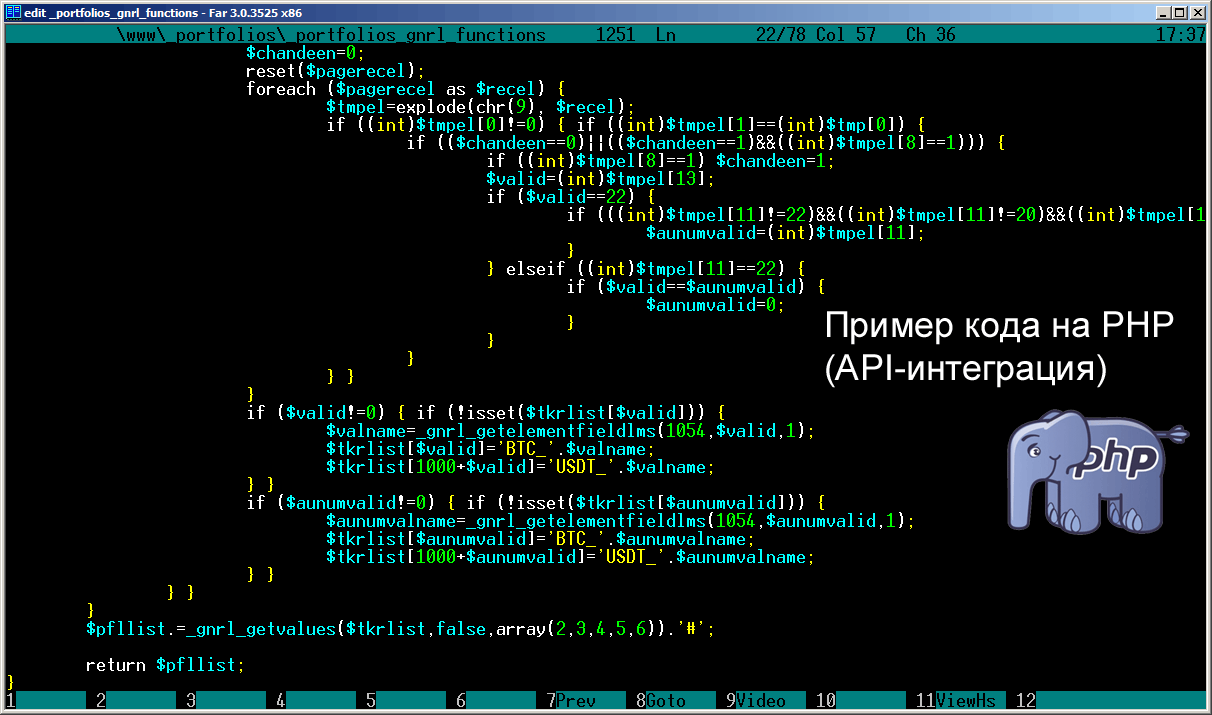 edit _portfolios_gnrl_functions - Far 3.0.3525 x86
\www\_portfolios\_portfolios_gnrl_functions 1251 Ln 22/78 Col 57 Ch 36 17:37
$chandeen=0;
reset($pagerecel);
foreach ($pagerecel as $recel) {
$tmpel=explode(chr(9), $recel);
if ((int)$tmpel[0]!=0) { if ((int)$tmpel[1]==(int)$tmp[0]) {
if (($chandeen==0)||(($chandeen==1)&&((int)$tmpel[8]==1))) {
if ((int)$tmpel[8]==1) $chandeen=1;
$valid=(int)$tmpel[13];
if ($valid==22) {
if (((int)$tmpel[11]!=22)&&((int)$tmpel[11]!=20)&&((int)$tmpel[1
$aunumvalid=(int)$tmpel[11];
}
} elseif ((int)$tmpel[11]==22) {
if ($valid==$aunumvalid) {
$aunumvalid=0;
}
}
}
} }
}
if ($valid!=0) { if (!isset($tkrlist[$valid])) {
$valname=_gnrl_getelementfieldlms(1054,$valid,1);
$tkrlist[$valid]='BTC_'.$valname;
$tkrlist[1000+$valid]='USDT_'.$valname;
} }
if ($aunumvalid!=0) { if (!isset($tkrlist[$aunumvalid])) {
$aunumvalname=_gnrl_getelementfieldlms(1054,$aunumvalid,1);
$tkrlist[$aunumvalid]='BTC_'.$aunumvalname;
$tkrlist[1000+$aunumvalid]='USDT_'.$aunumvalname;
} }
} }
}
$pfllist.=_gnrl_getvalues($tkrlist,false,array(2,3,4,5,6)).'#';
return $pfllist;
}
Пример кода на PHP
(API-интеграция)
php
1 2 3 4 5 6 7Prev 8Goto 9Video 10 11ViewHs 12